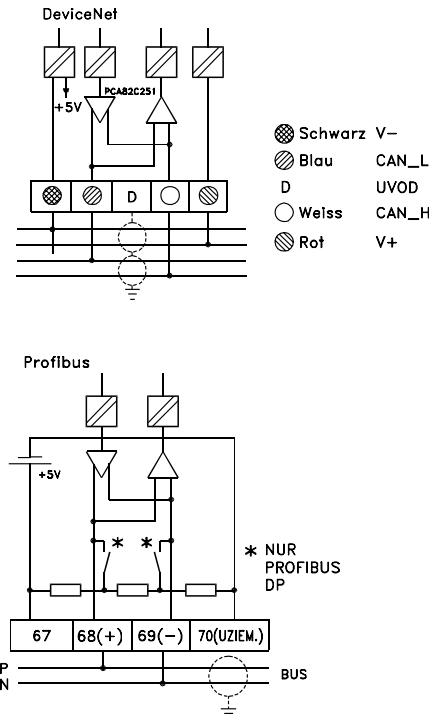 DeviceNet
PCA82C251
+5V
Schwarz V−
Blau CAN_L
D UVOD
Weiss CAN_H
Rot V+
D
Profibus
+5V
* *
* NUR
PROFIBUS
DP
67 68(+) 69(−) 70(UZIEM.)
P
N
BUS